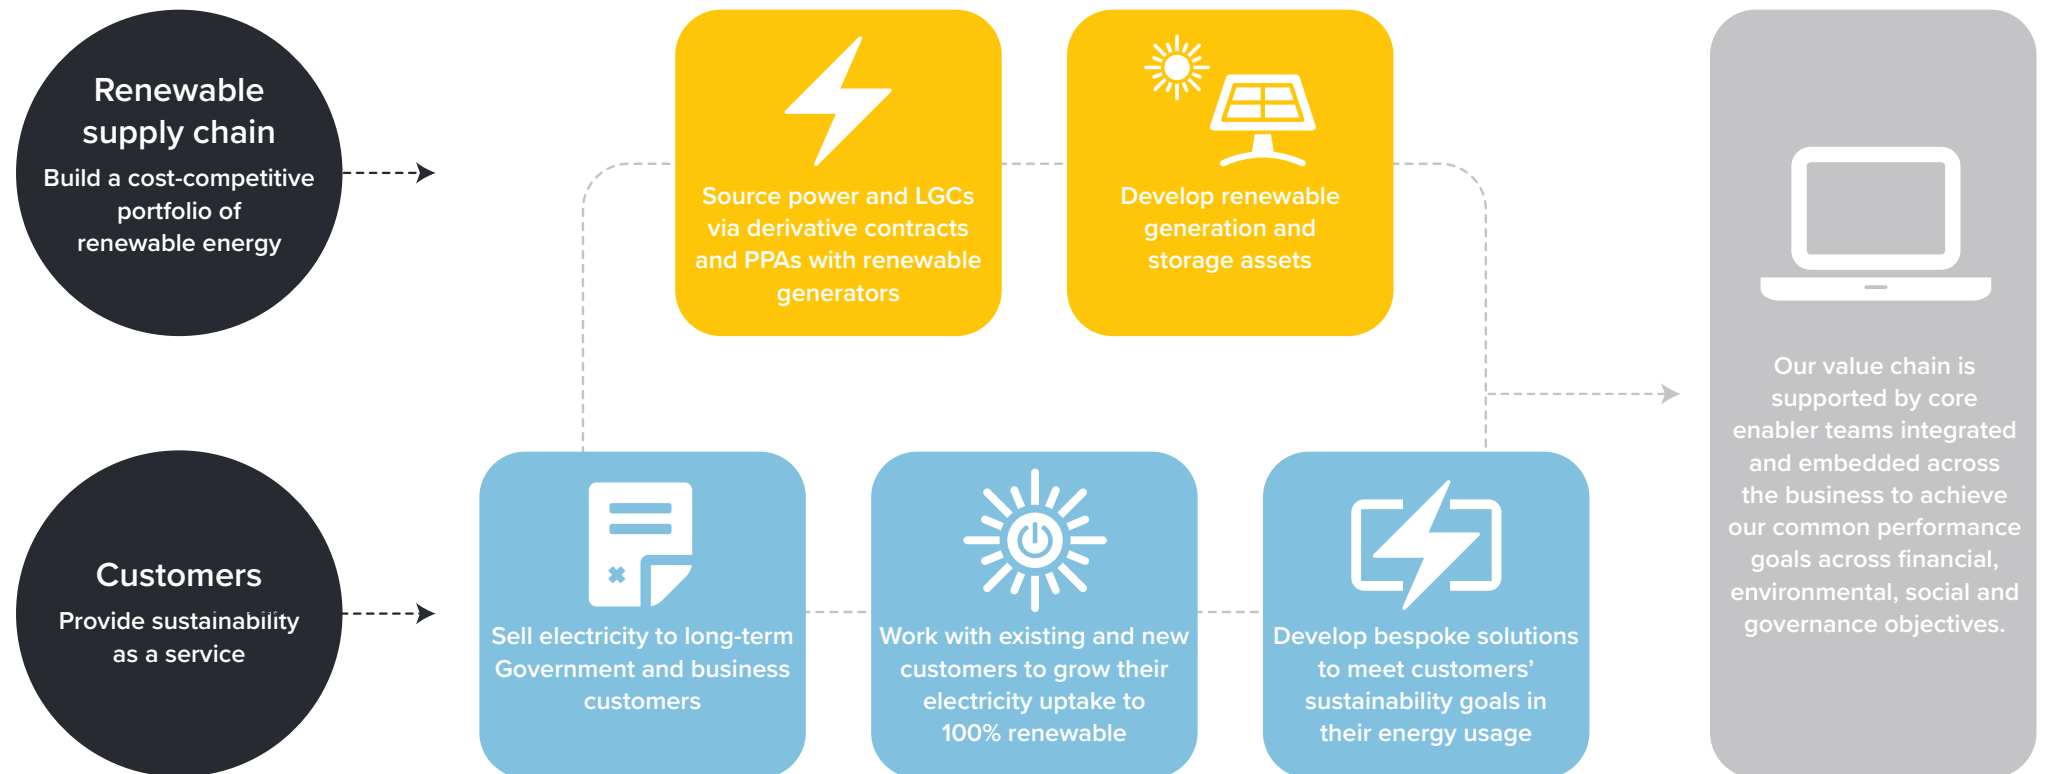 Renewable
supply chain
Build a cost-competitive
portfolio of
renewable energy
Source power and LGCs
via derivative contracts
and PPAs with renewable
generators
Develop renewable
generation and
storage assets
Customers
Provide sustainability
as a service
Sell electricity to long-term
Government and business
customers
Work with existing and new
customers to grow their
electricity uptake to
100% renewable
Develop bespoke solutions
to meet customers’
sustainability goals in
their energy usage
Our value chain is
supported by core
enabler teams integrated
and embedded across
the business to achieve
our common performance
goals across financial,
environmental, social and
governance objectives.